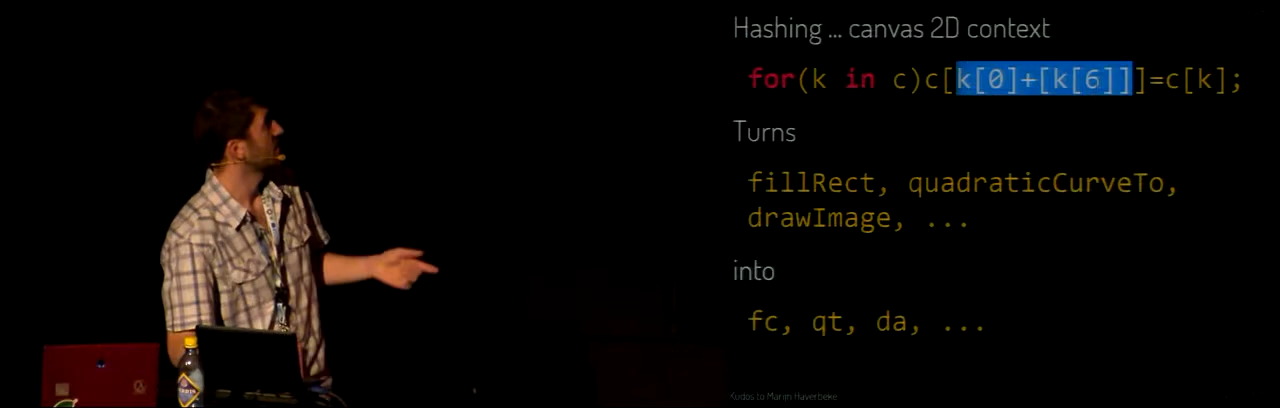 Hashing ... canvas 2D context
for(k in c)c[k[0]+[k[6]]]=c[k];
Turns
fillRect, quadraticCurveTo,
drawImage, ...
into
fc, qt, da, ...
Kudos to Marijn Haverbeke